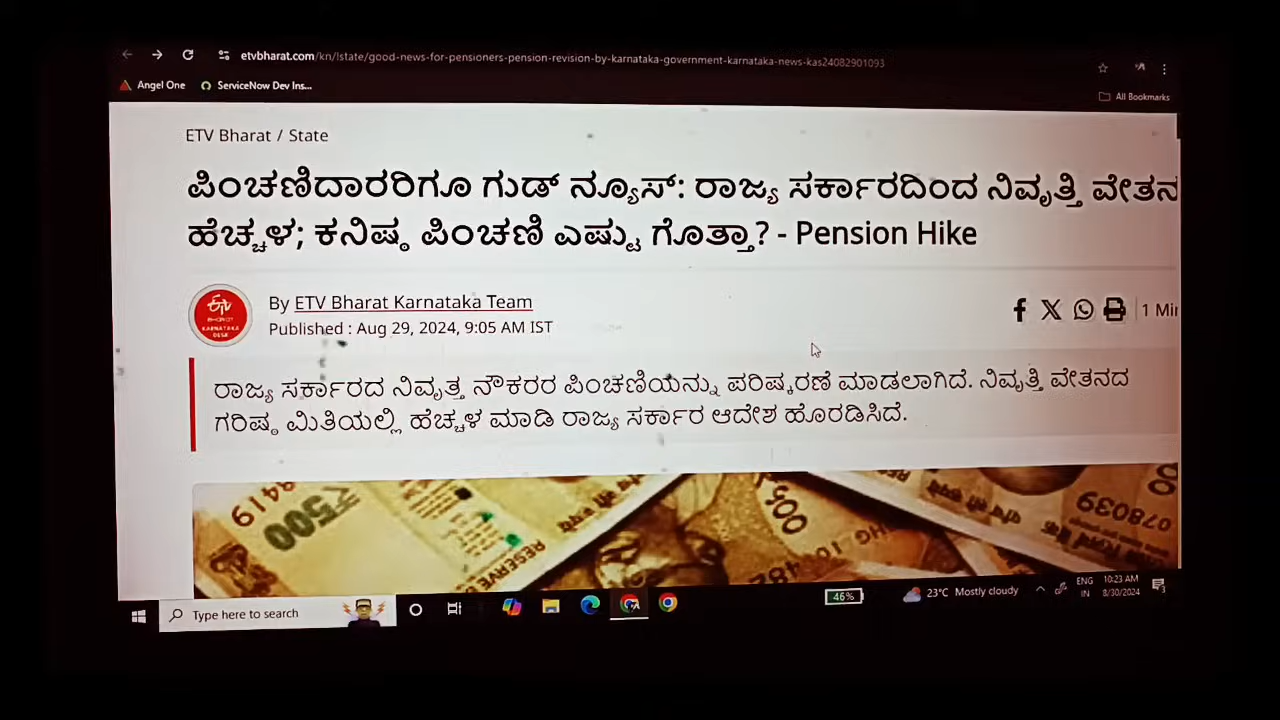 etvbharat.com/kn/!state/good-news-for-pensioners-pension-revision-by-karnataka-government-karnataka-news-kas24082901093
Angel One ServiceNow Dev Ins...
All Bookmarks
ETV Bharat / State
ಪಿಂಚಣಿದಾರರಿಗೂ ಗುಡ್ ನ್ಯೂಸ್: ರಾಜ್ಯ ಸರ್ಕಾರದಿಂದ ನಿವೃತ್ತಿ ವೇತನ
ಹೆಚ್ಚಳ; ಕನಿಷ್ಠ ಪಿಂಚಣಿ ಎಷ್ಟು ಗೊತ್ತಾ? - Pension Hike
By ETV Bharat Karnataka Team
Published : Aug 29, 2024, 9:05 AM IST
1 Min
ರಾಜ್ಯ ಸರ್ಕಾರದ ನಿವೃತ್ತ ನೌಕರರ ಪಿಂಚಣಿಯನ್ನು ಪರಿಷ್ಕರಣೆ ಮಾಡಲಾಗಿದೆ. ನಿವೃತ್ತಿ ವೇತನದ
ಗರಿಷ್ಠ ಮಿತಿಯಲ್ಲಿ ಹೆಚ್ಚಳ ಮಾಡಿ ರಾಜ್ಯ ಸರ್ಕಾರ ಆದೇಶ ಹೊರಡಿಸಿದೆ.
₹500
078039
Type here to search
46%
23°C Mostly cloudy
ENG
IN
10:23 AM
8/30/2024